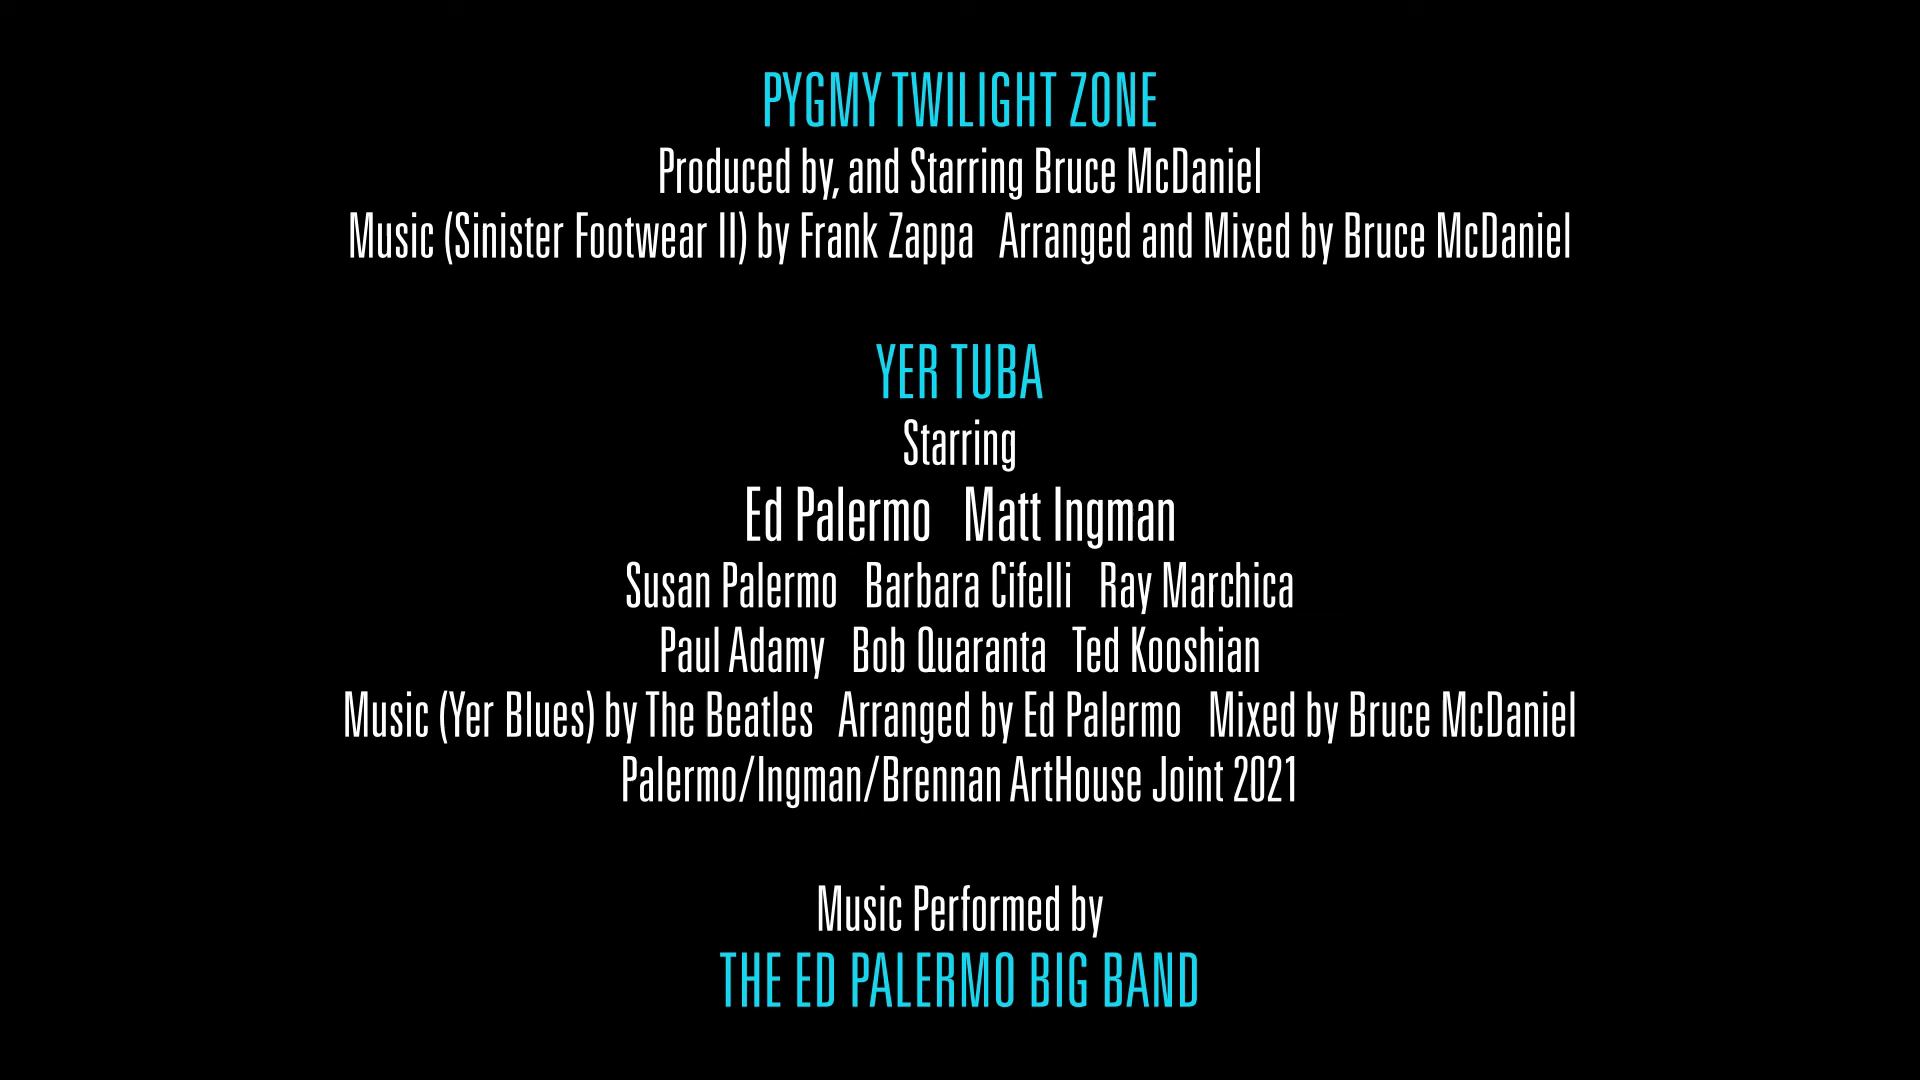 PYGMY TWILIGHT ZONE
Produced by, and Starring Bruce McDaniel
Music (Sinister Footwear II) by Frank Zappa   Arranged and Mixed by Bruce McDaniel
YER TUBA
Starring
Ed Palermo   Matt Ingman
Susan Palermo   Barbara Cifelli   Ray Marchica
Paul Adamy   Bob Quaranta   Ted Kooshian
Music (Yer Blues) by The Beatles   Arranged by Ed Palermo   Mixed by Bruce McDaniel
Palermo/Ingman/Brennan ArtHouse Joint 2021
Music Performed by
THE ED PALERMO BIG BAND